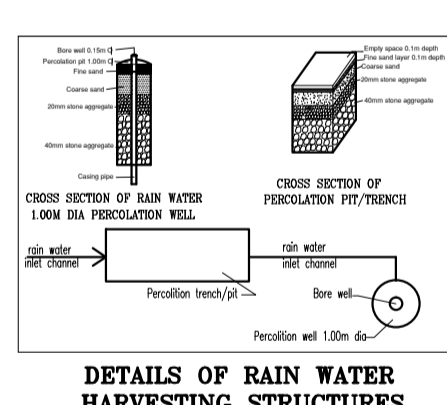 Bore well 0.15m
Percolation pit 1.00m
Fine sand
Coarse sand
20mm stone aggregate
40mm stone aggregate
Casing pipe
CROSS SECTION OF RAIN WATER
1.00M DIA PERCOLATION WELL
Empty space 0.1m depth
Fine sand layer 0.1m depth
Coarse sand
20mm stone aggregate
40mm stone aggregate
CROSS SECTION OF
PERCOLATION PIT/TRENCH
rain water
inlet channel
Percolition trench/pit
rain water
inlet channel
Bore well
Percolition well 1.00m dia
DETAILS OF RAIN WATER
HARVESTING STRUCTURES